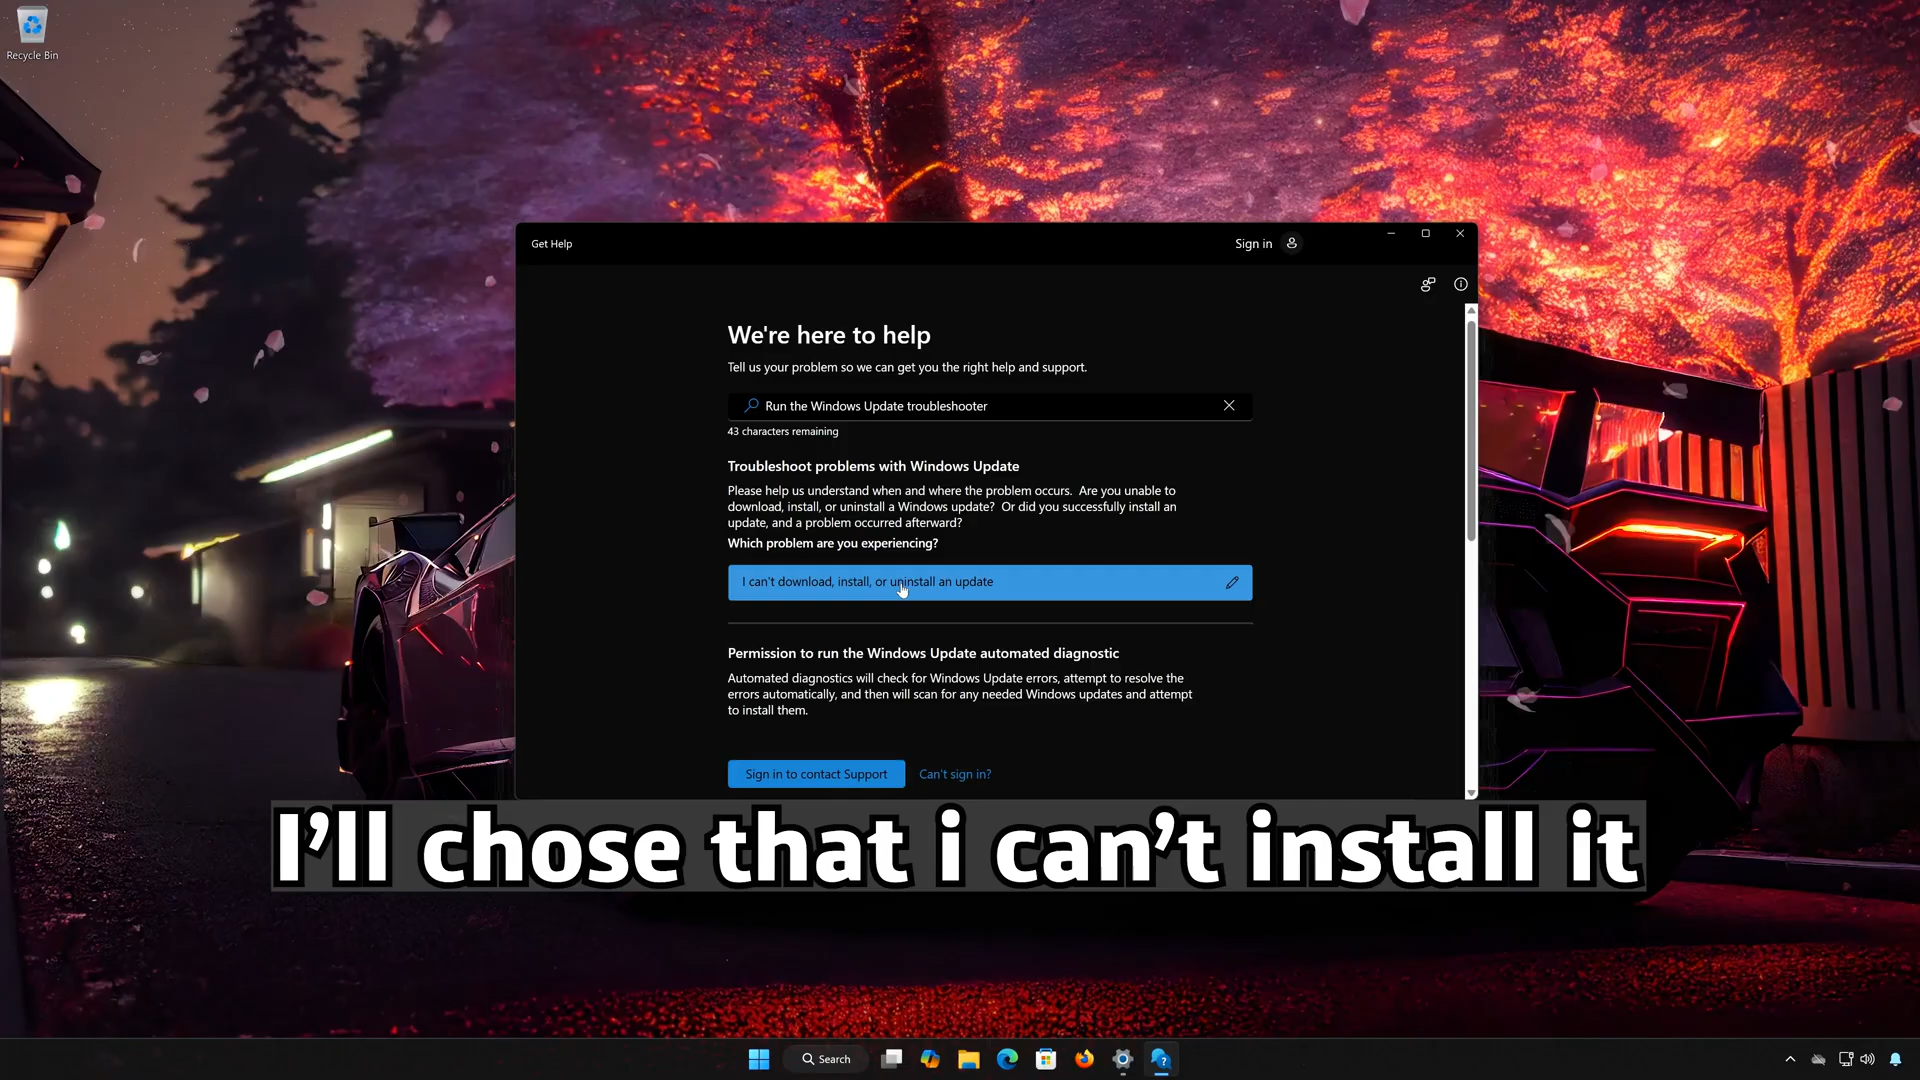 Recycle Bin
Get Help
Sign in
We're here to help
Tell us your problem so we can get you the right help and support.
Run the Windows Update troubleshooter
43 characters remaining
Troubleshoot problems with Windows Update
Please help us understand when and where the problem occurs. Are you unable to
download, install, or uninstall a Windows update? Or did you successfully install an
update, and a problem occurred afterward?
Which problem are you experiencing?
I can't download, install, or uninstall an update
Permission to run the Windows Update automated diagnostic
Automated diagnostics will check for Windows Update errors, attempt to resolve the
errors automatically, and then will scan for any needed Windows updates and attempt
to install them.
Sign in to contact Support
Can't sign in?
I'll chose that i can't install it
Search